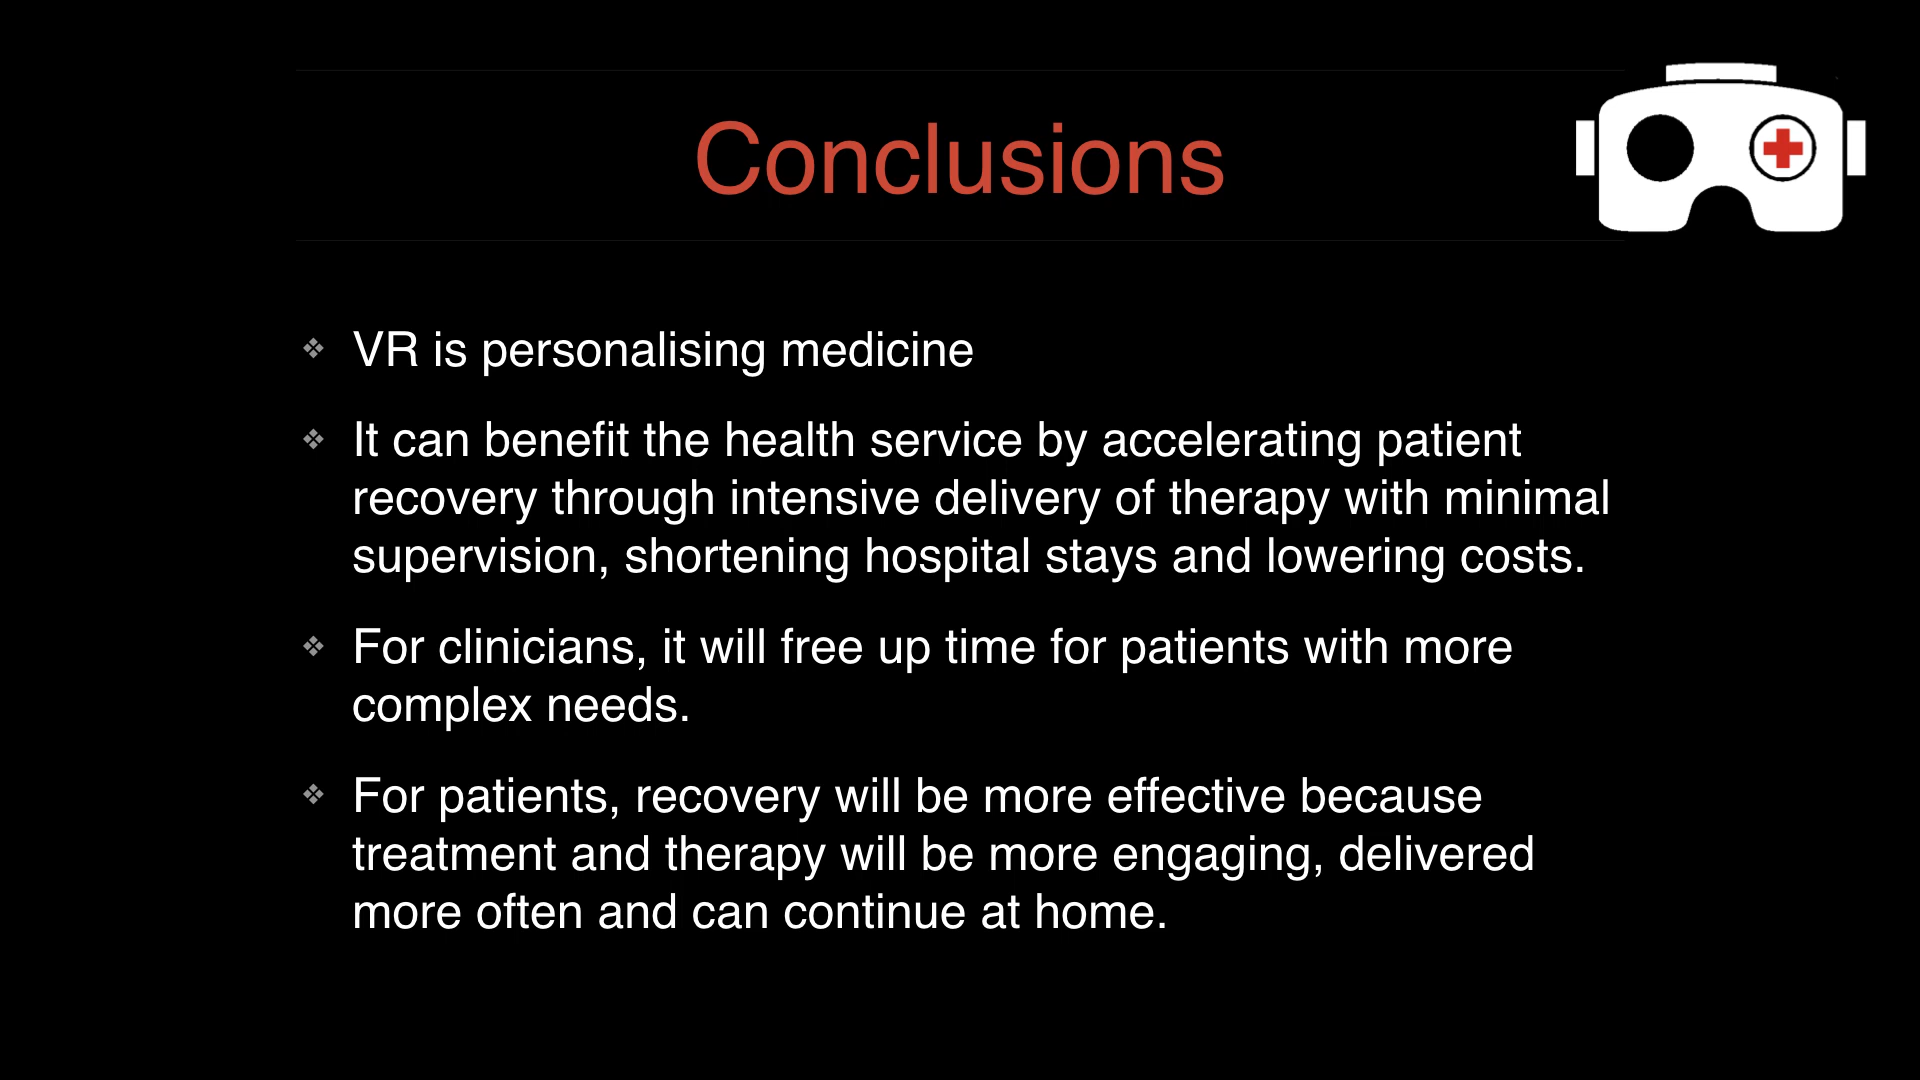 Conclusions
❖ VR is personalising medicine
❖ It can benefit the health service by accelerating patient
recovery through intensive delivery of therapy with minimal
supervision, shortening hospital stays and lowering costs.
❖ For clinicians, it will free up time for patients with more
complex needs.
❖ For patients, recovery will be more effective because
treatment and therapy will be more engaging, delivered
more often and can continue at home.